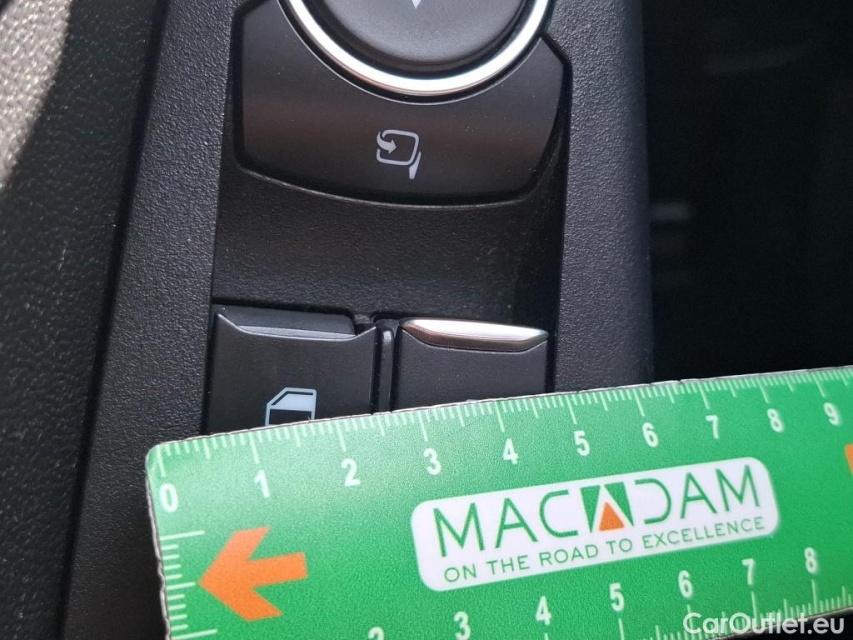 0 1 2 3 4 5 6 7 8 9
MACADAM
ON THE ROAD TO EXCELLENCE
2 3 4 5 6 7 8
CarOutlet.eu